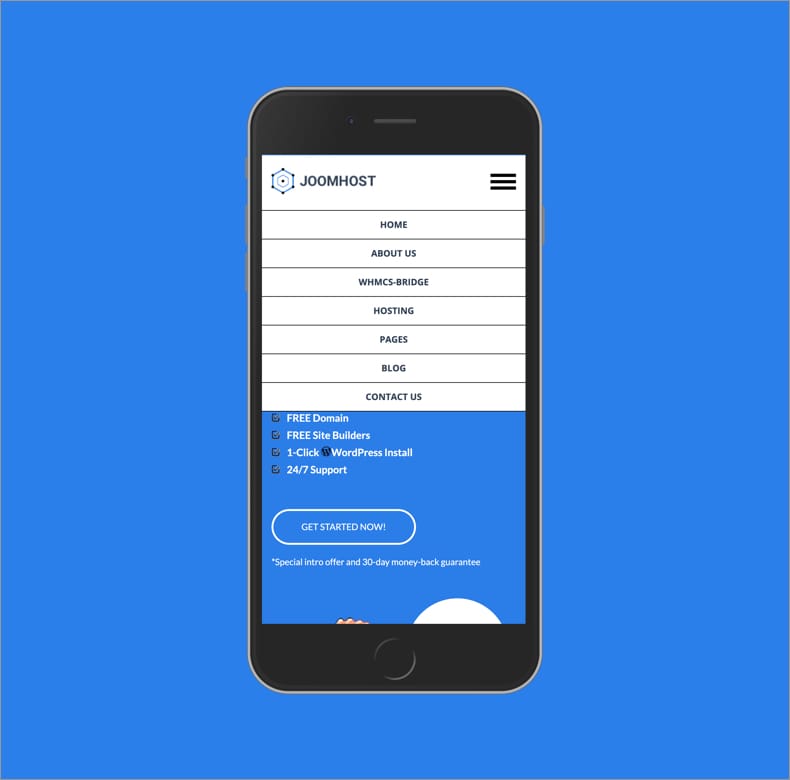 JOOMHOST
HOME
ABOUT US
WHMCS-BRIDGE
HOSTING
PAGES
BLOG
CONTACT US
FREE Domain
FREE Site Builders
1-Click WordPress Install
24/7 Support
GET STARTED NOW!
*Special intro offer and 30-day money-back guarantee